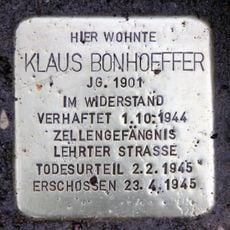 HIER WOHNTE
KLAUS BONHOEFFER
JG. 1901
IM WIDERSTAND
VERHAFTET 1.10.1944
ZELLENGEFÄNGNIS
LEHRTER STRASSE
TODESURTEIL 2.2.1945
ERSCHOSSEN 23.4.1945